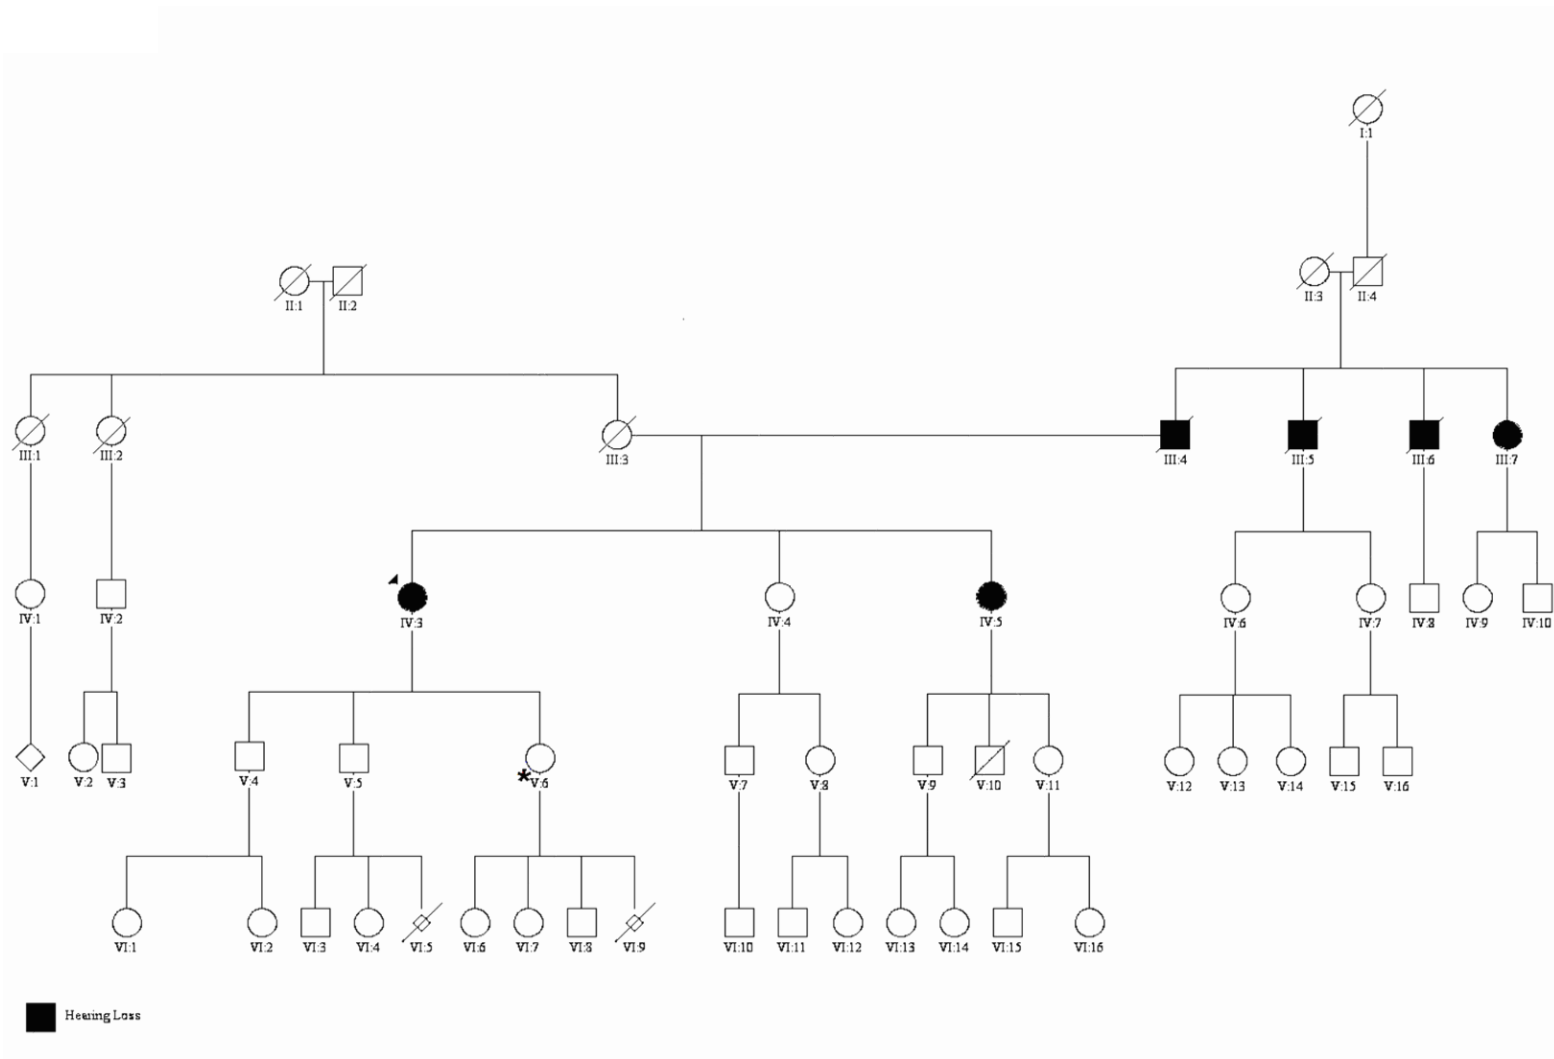 I:1
II:1 II:2 II:3 II:4
III:1 III:2 III:3 III:4 III:5 III:6 III:7
IV:1 IV:2 IV:3 IV:4 IV:5 IV:6 IV:7 IV:8 IV:9 IV:10
V:1 V:2 V:3 V:4 V:5 *V:6 V:7 V:8 V:9 V:10 V:11 V:12 V:13 V:14 V:15 V:16
VI:1 VI:2 VI:3 VI:4 VI:5 VI:6 VI:7 VI:8 VI:9 VI:10 VI:11 VI:12 VI:13 VI:14 VI:15 VI:16
Hearing Loss